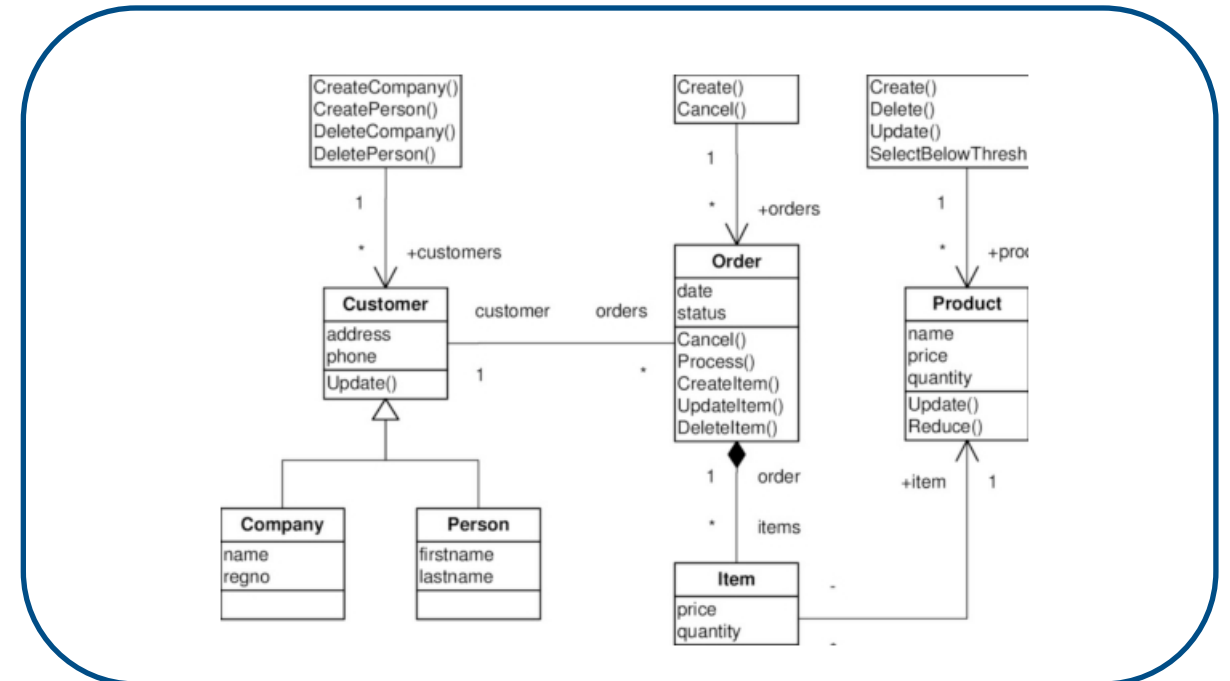 CreateCompany()
CreatePerson()
DeleteCompany()
DeletePerson()
1
*
+customers
Create()
Cancel()
1
*
+orders
Create()
Delete()
Update()
SelectBelowThresh
1
*
+prod
Customer
address
phone
Update()
customer
orders
1
*
Order
date
status
Cancel()
Process()
CreateItem()
UpdateItem()
DeleteItem()
Product
name
price
quantity
Update()
Reduce()
Company
name
regno
Person
firstname
lastname
1
order
*
items
+item
1
Item
price
quantity